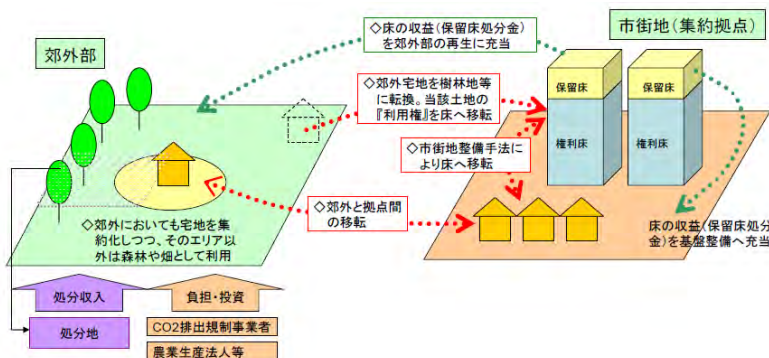 郊外部
◇床の収益(保留床処分金)
を郊外部の再生に充当
市街地(集約拠点)
◇郊外宅地を樹林地等
に転換。当該土地の
『利用権』を床へ移転
保留床
保留床
権利床
権利床
◇市街地整備手法に
より床へ移転
◇郊外と拠点間
の移転
◇郊外においても宅地を集
約化しつつ、そのエリア以
外は森林や畑として利用
床の収益(保留床処分
金)を基盤整備へ充当
処分収入
負担・投資
処分地
CO2排出規制事業者
農業生産法人等